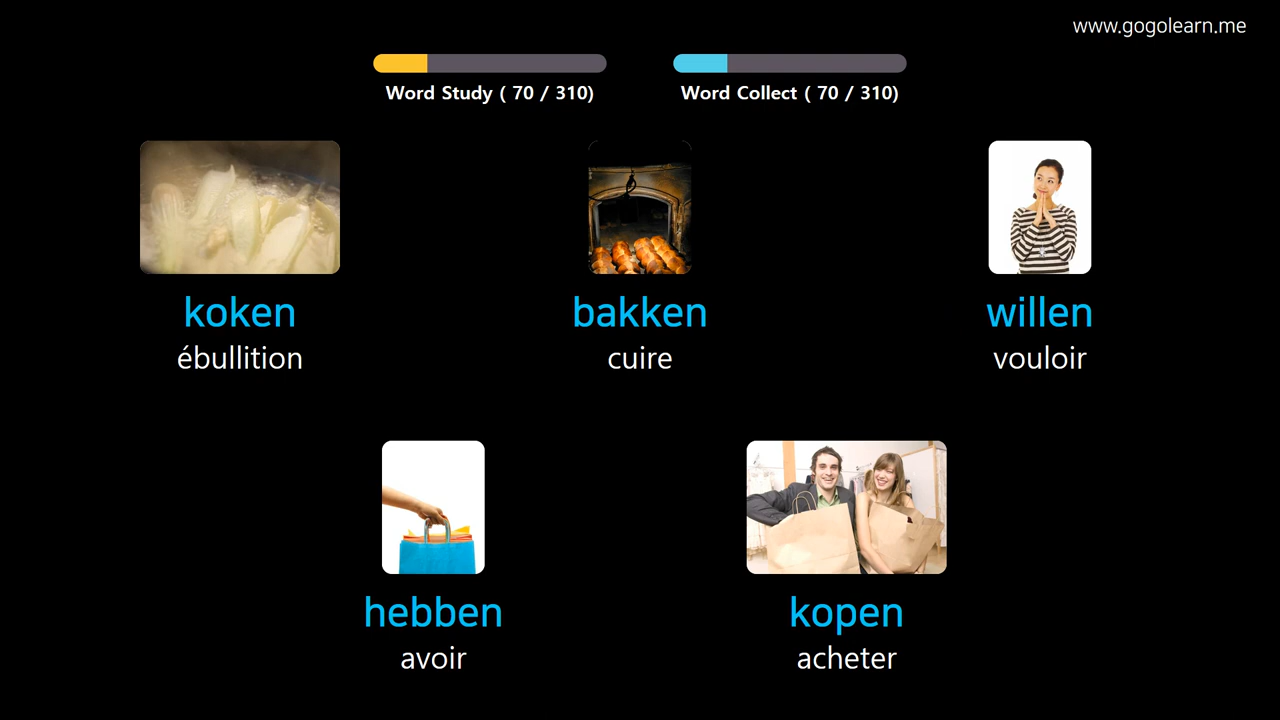 www.gogolearn.me
Word Study ( 70 / 310)
Word Collect ( 70 / 310)
koken
ébullition
bakken
cuire
willen
vouloir
hebben
avoir
kopen
acheter